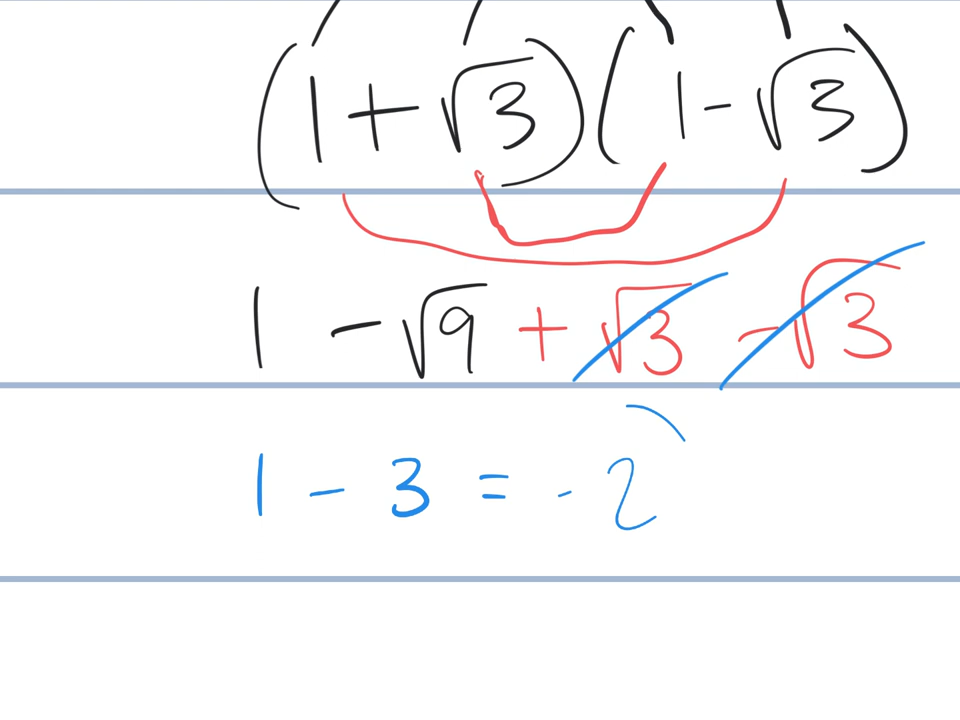 (1 + √3)(1 - √3)
1 - √9 + √3 - √3
1 - 3 = -2